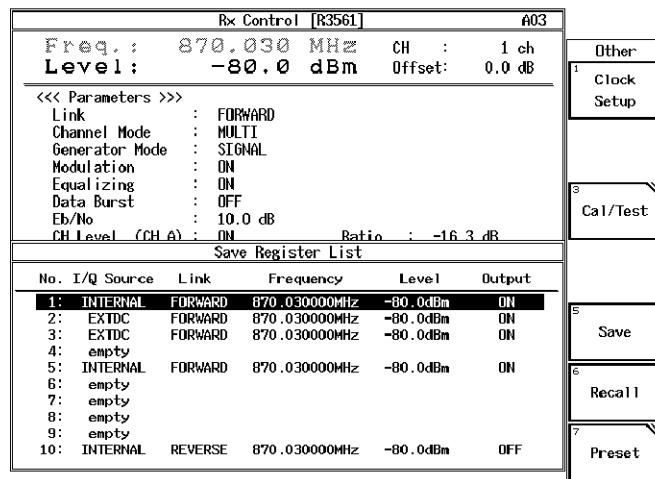 Rx Control [R3561] A03
Freq.: 870.030 MHz CH : 1 ch
Level: -80.0 dBm Offset: 0.0 dB
<<< Parameters >>>
Link : FORWARD
Channel Mode : MULTI
Generator Mode : SIGNAL
Modulation : ON
Equalizing : ON
Data Burst : OFF
Eb/No : 10.0 dB
CH Level (CH A) : ON Ratio : -16.3 dB
Save Register List
No. I/Q Source Link Frequency Level Output
1: INTERNAL FORWARD 870.030000MHz -80.0dBm ON
2: EXTDC FORWARD 870.030000MHz -80.0dBm ON
3: EXTDC FORWARD 870.030000MHz -80.0dBm ON
4: empty
5: INTERNAL FORWARD 870.030000MHz -80.0dBm ON
6: empty
7: empty
8: empty
9: empty
10: INTERNAL REVERSE 870.030000MHz -80.0dBm OFF
Other
1
Clock
Setup
3
Cal/Test
5
Save
6
Recall
7
Preset